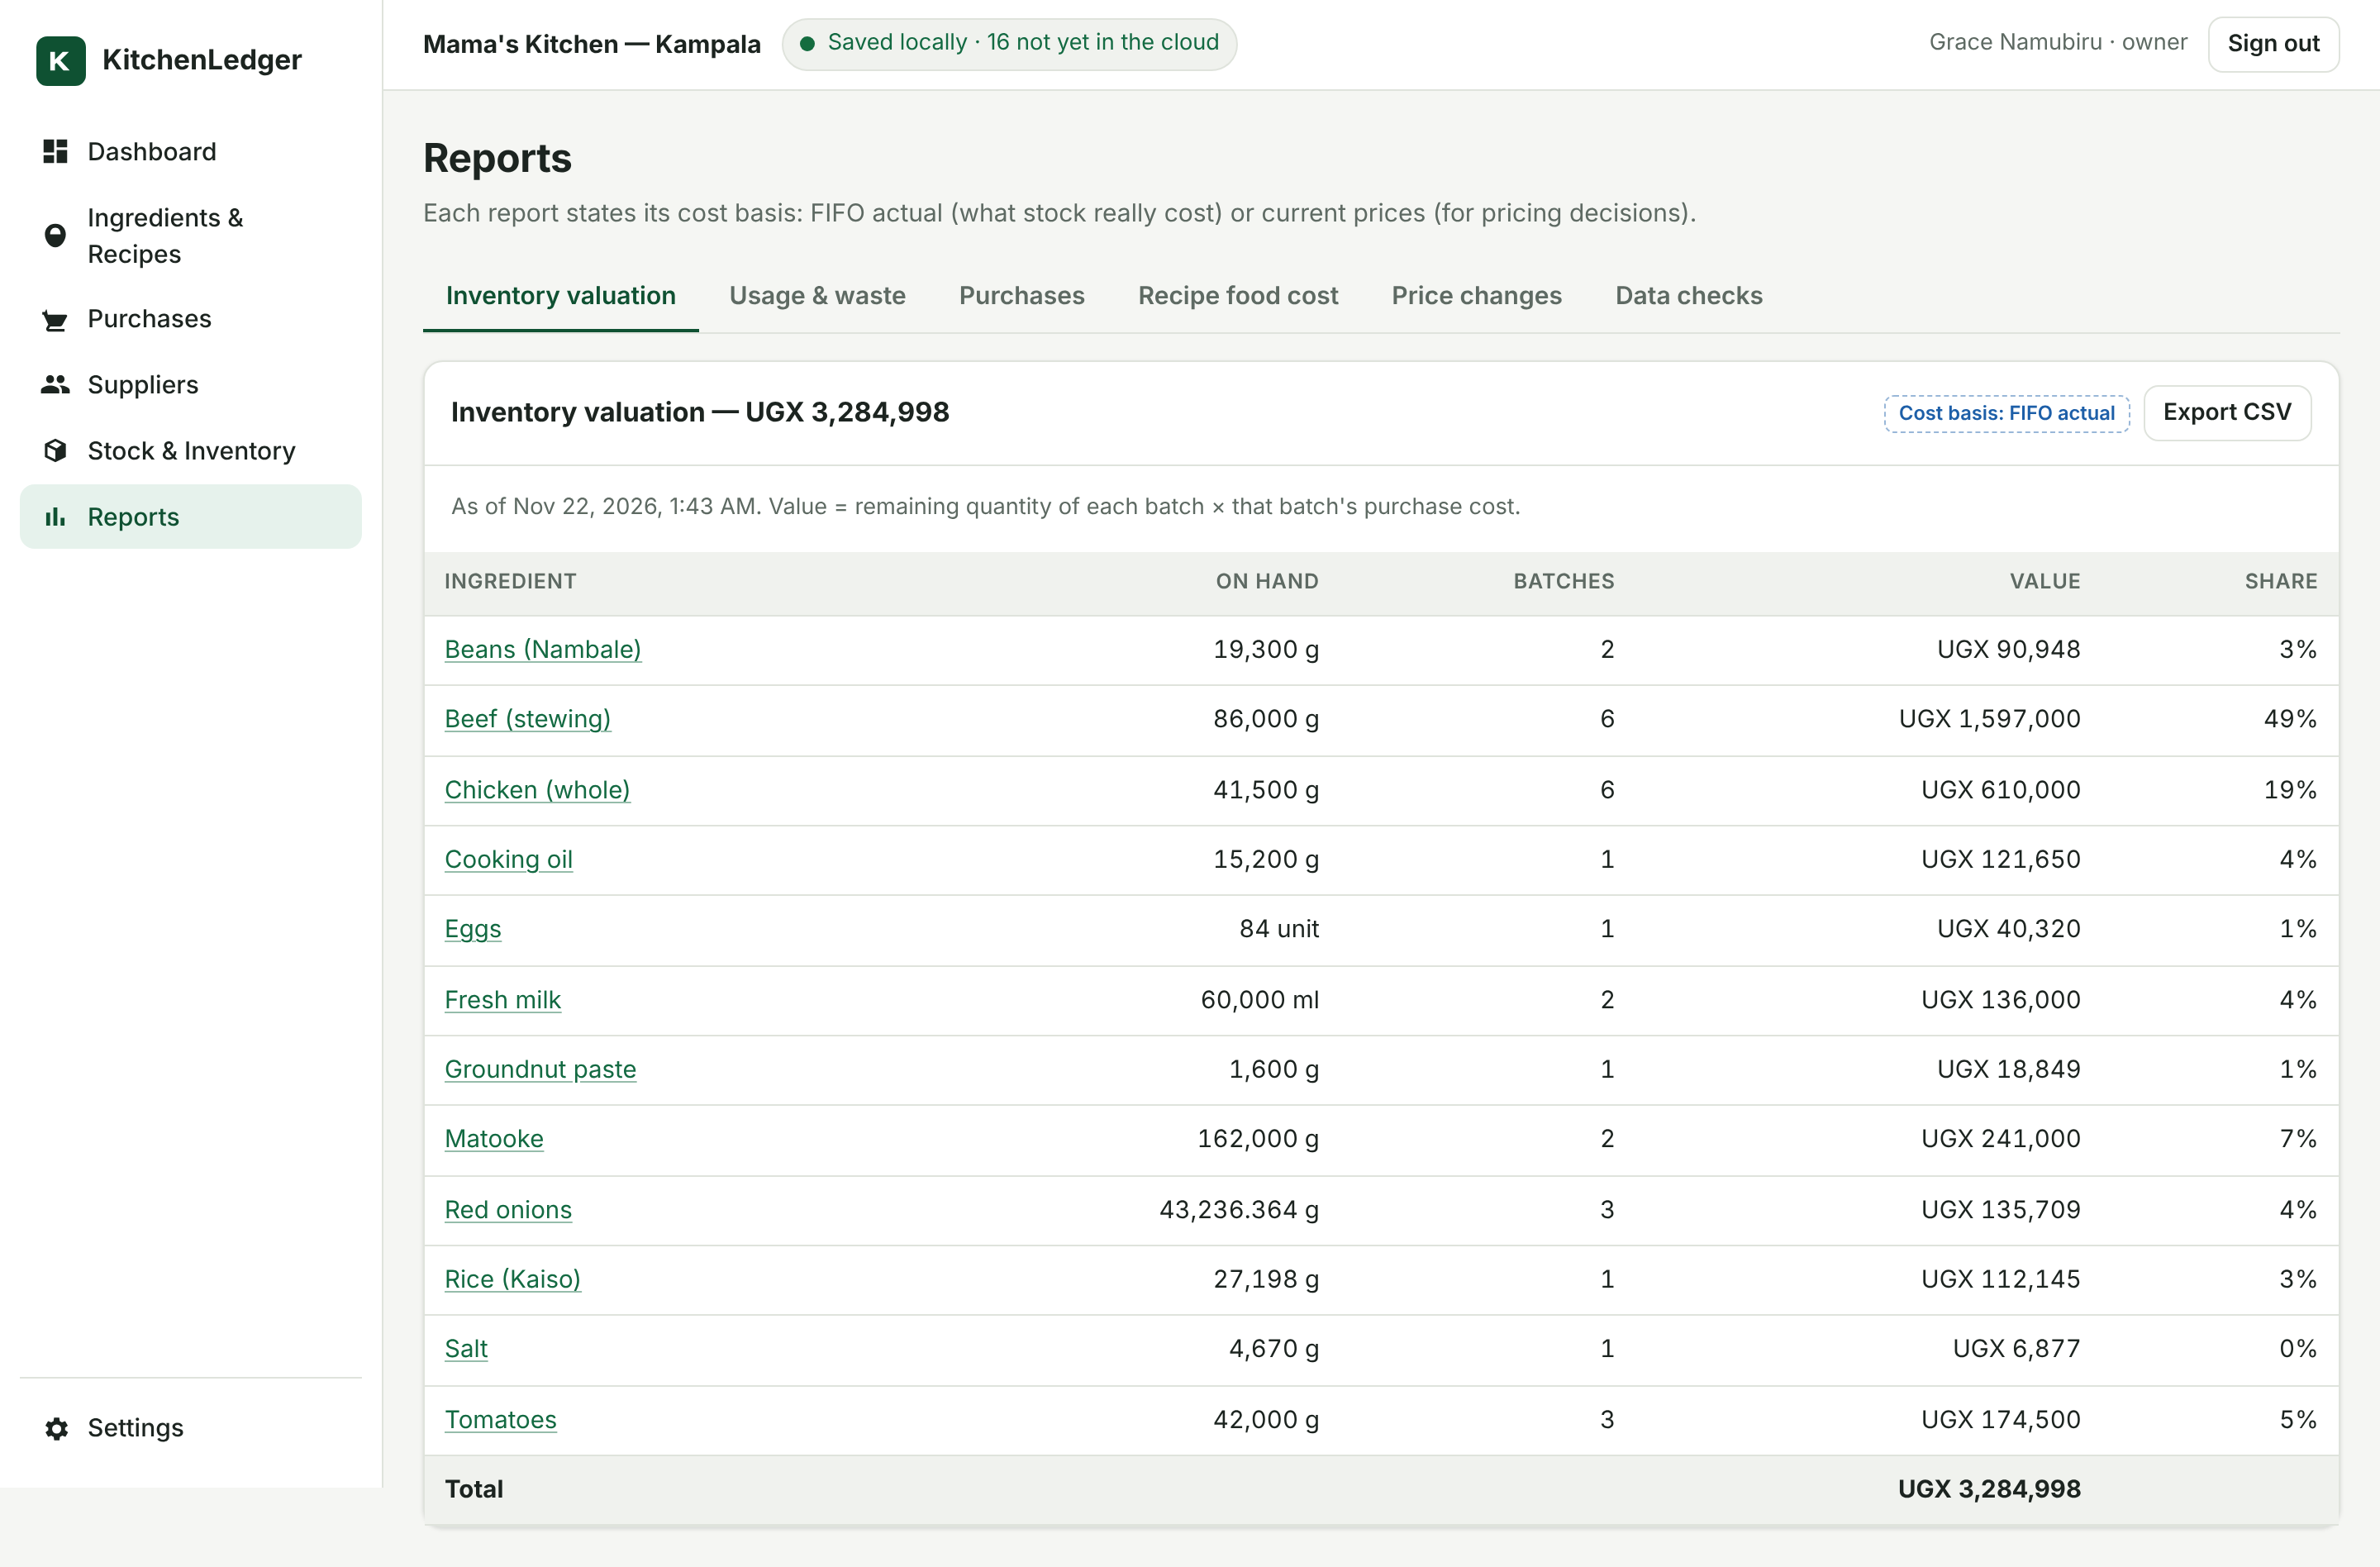 K KitchenLedger
Dashboard
Ingredients &
Recipes
Purchases
Suppliers
Stock & Inventory
Reports
Settings
Mama's Kitchen — Kampala
Saved locally · 16 not yet in the cloud
Grace Namubiru · owner
Sign out
Reports
Each report states its cost basis: FIFO actual (what stock really cost) or current prices (for pricing decisions).
Inventory valuation Usage & waste Purchases Recipe food cost Price changes Data checks
Inventory valuation — UGX 3,284,998
Cost basis: FIFO actual
Export CSV
As of Nov 22, 2026, 1:43 AM. Value = remaining quantity of each batch × that batch's purchase cost.
INGREDIENT ON HAND BATCHES VALUE SHARE
Beans (Nambale) 19,300 g 2 UGX 90,948 3%
Beef (stewing) 86,000 g 6 UGX 1,597,000 49%
Chicken (whole) 41,500 g 6 UGX 610,000 19%
Cooking oil 15,200 g 1 UGX 121,650 4%
Eggs 84 unit 1 UGX 40,320 1%
Fresh milk 60,000 ml 2 UGX 136,000 4%
Groundnut paste 1,600 g 1 UGX 18,849 1%
Matooke 162,000 g 2 UGX 241,000 7%
Red onions 43,236.364 g 3 UGX 135,709 4%
Rice (Kaiso) 27,198 g 1 UGX 112,145 3%
Salt 4,670 g 1 UGX 6,877 0%
Tomatoes 42,000 g 3 UGX 174,500 5%
Total UGX 3,284,998